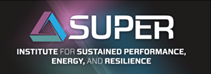 SUPER
INSTITUTE FOR SUSTAINED PERFORMANCE,
ENERGY, AND RESILIENCE